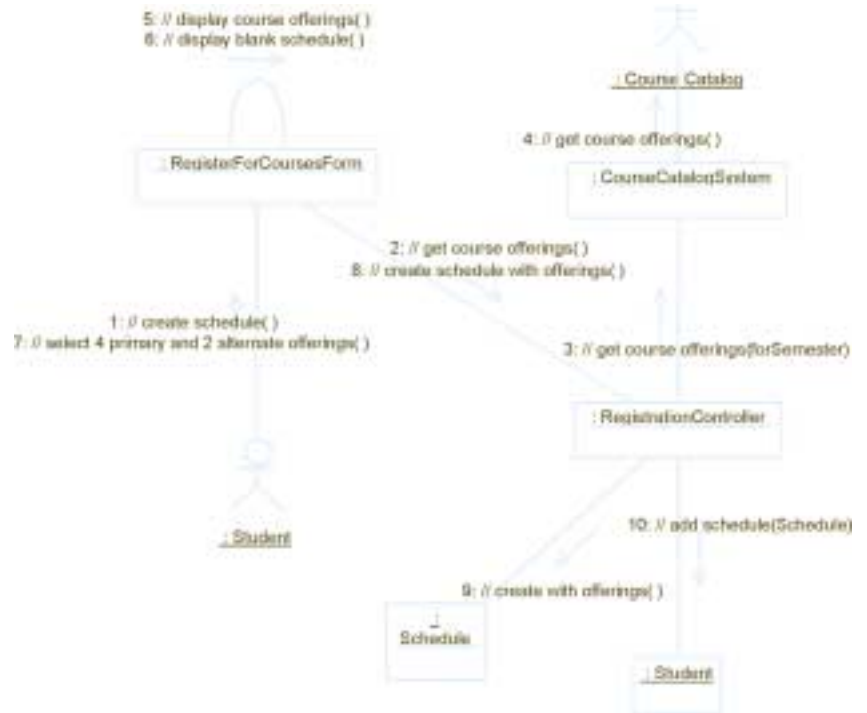 5: // display course offerings( )
6: // display blank schedule( )
: Course Catalog
4: // get course offerings( )
: RegisterForCoursesForm
: CourseCatalogSystem
2: // get course offerings( )
8: // create schedule with offerings( )
1: // create schedule( )
7: // select 4 primary and 2 alternate offerings( )
3: // get course offerings(forSemester)
: RegistrationController
10: // add schedule(Schedule)
: Student
9: // create with offerings( )
:
Schedule
: Student